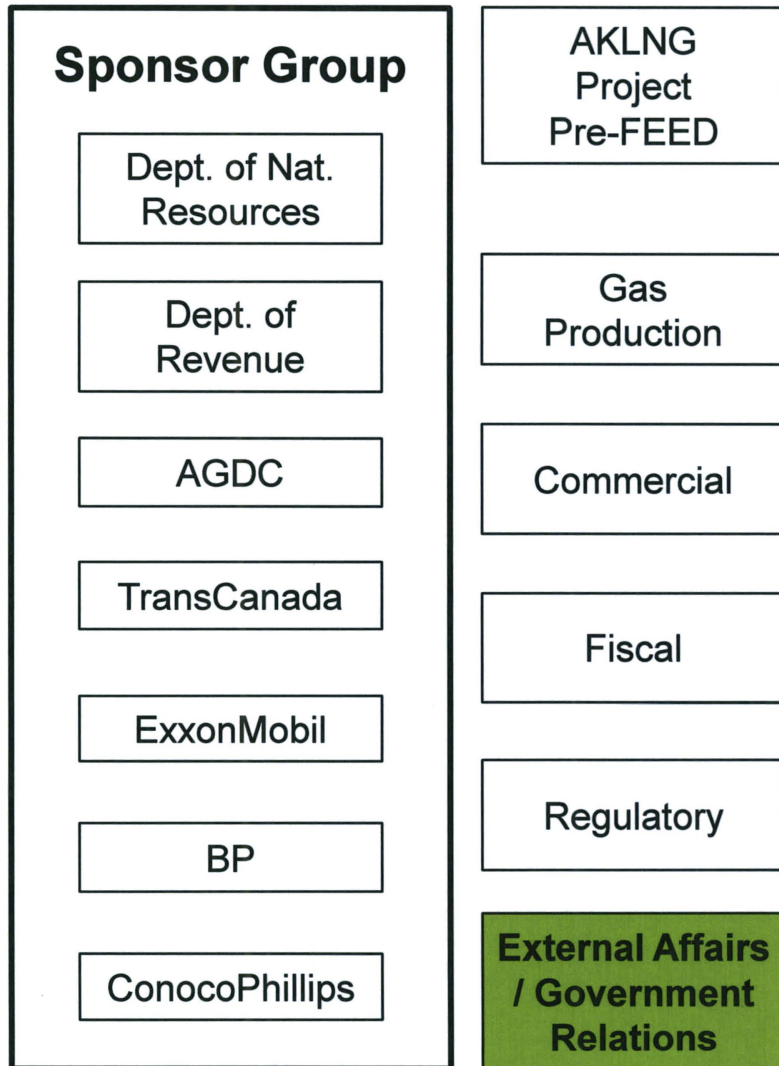 Sponsor Group
Dept. of Nat.
Resources
Dept. of
Revenue
AGDC
TransCanada
ExxonMobil
BP
ConocoPhillips
AKLNG
Project
Pre-FEED
Gas
Production
Commercial
Fiscal
Regulatory
External Affairs
/ Government
Relations